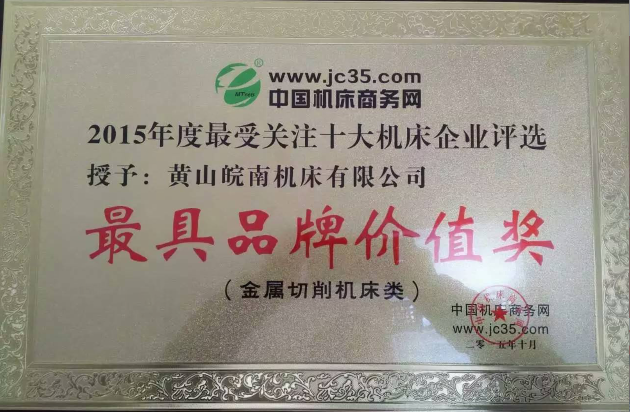 www.jc35.com
中国机床商务网
2015年度最受关注十大机床企业评选
授予：黄山皖南机床有限公司
最具品牌价值奖
（金属切削机床类）
中国机床商务网
www.jc35.com
二零一五年十月